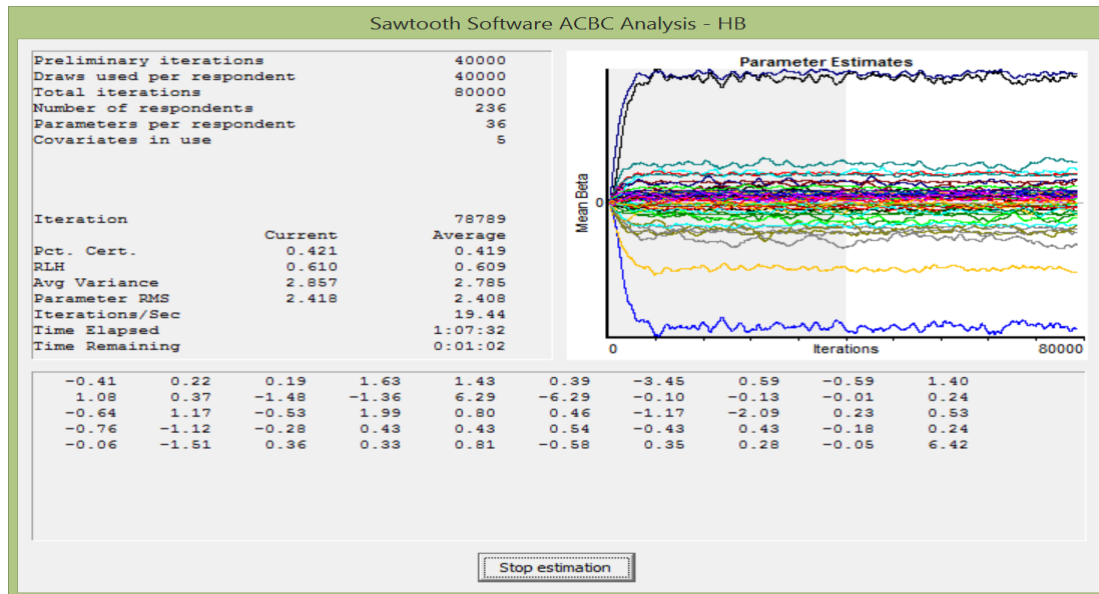 Sawtooth Software ACBC Analysis - HB
Preliminary iterations 40000
Draws used per respondent 40000
Total iterations 80000
Number of respondents 236
Parameters per respondent 36
Covariates in use 5
Iteration 78789
Current Average
Pct. Cert. 0.421 0.419
RLH 0.610 0.609
Avg Variance 2.857 2.785
Parameter RMS 2.418 2.408
Iterations/Sec 19.44
Time Elapsed 1:07:32
Time Remaining 0:01:02
Parameter Estimates
Mean Beta
0
0 Iterations 80000
-0.41 0.22 0.19 1.63 1.43 0.39 -3.45 0.59 -0.59 1.40
1.08 0.37 -1.48 -1.36 6.29 -6.29 -0.10 -0.13 -0.01 0.24
-0.64 1.17 -0.53 1.99 0.80 0.46 -1.17 -2.09 0.23 0.53
-0.76 -1.12 -0.28 0.43 0.43 0.54 -0.43 0.43 -0.18 0.24
-0.06 -1.51 0.36 0.33 0.81 -0.58 0.35 0.28 -0.05 6.42
Stop estimation